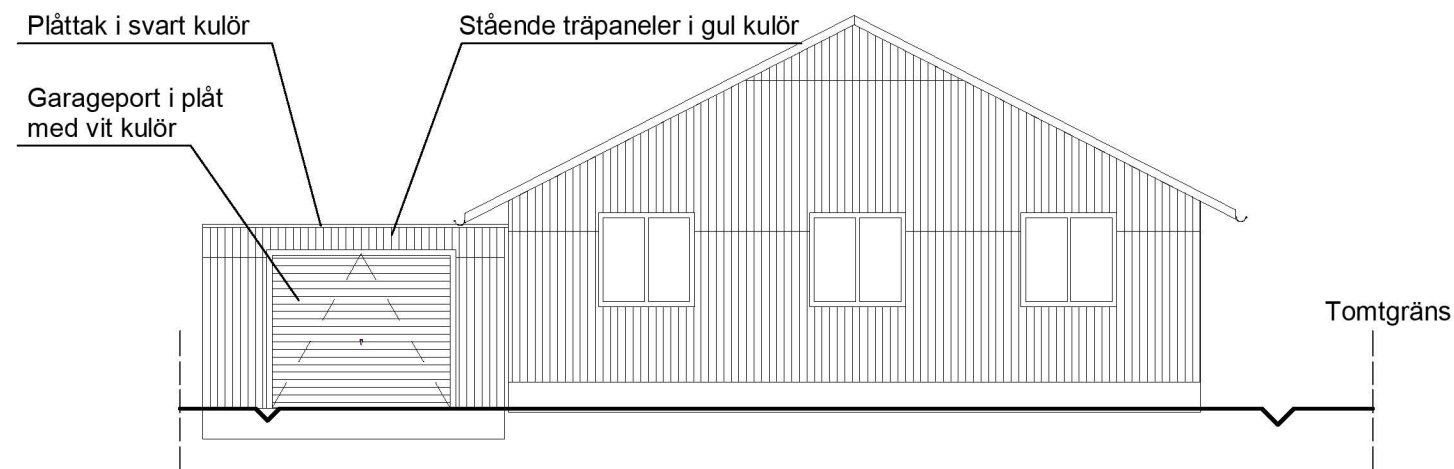 Plåttak i svart kulör
Stående träpaneler i gul kulör
Garageport i plåt
med vit kulör
Tomtgräns